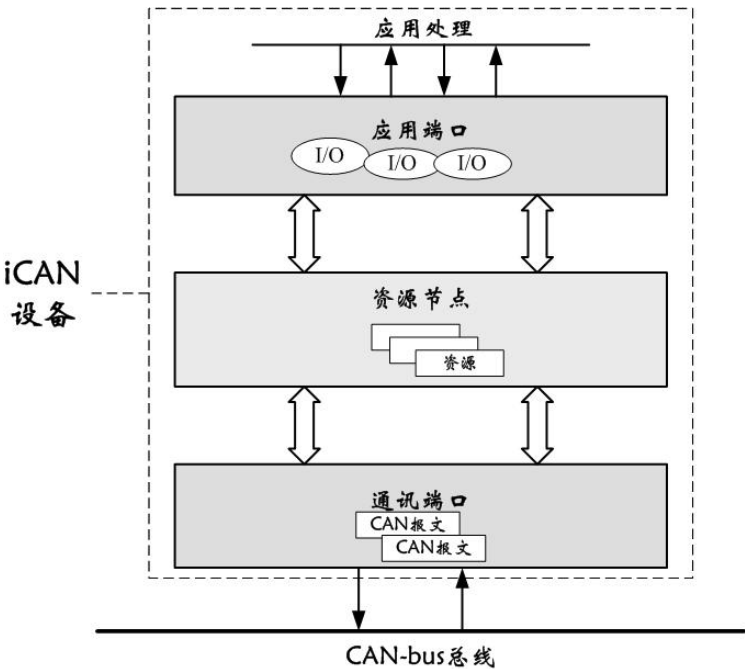 应用处理
应用端口
I/O
I/O
I/O
iCAN
设备
资源节点
资源
通讯端口
CAN报文
CAN报文
CAN-bus总线